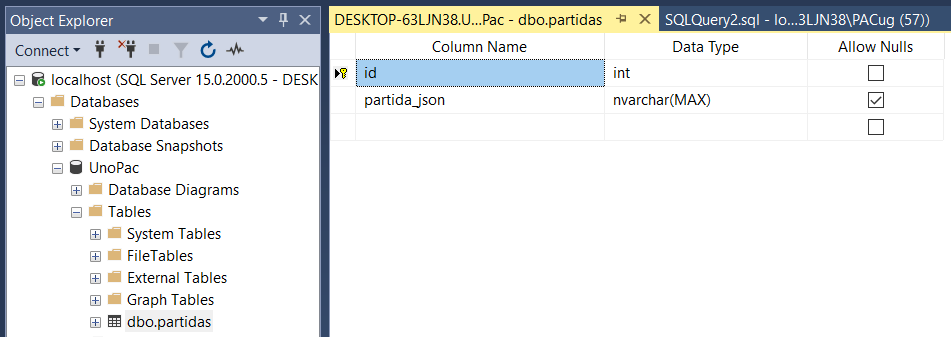 Object Explorer
Connect
localhost (SQL Server 15.0.2000.5 - DESK
Databases
System Databases
Database Snapshots
UnoPac
Database Diagrams
Tables
System Tables
FileTables
External Tables
Graph Tables
dbo.partidas
DESKTOP-63LJN38.U...Pac - dbo.partidas
SQLQuery2.sql - lo...3LJN38\PACug (57))
Column Name Data Type Allow Nulls
id int
partida_json nvarchar(MAX)